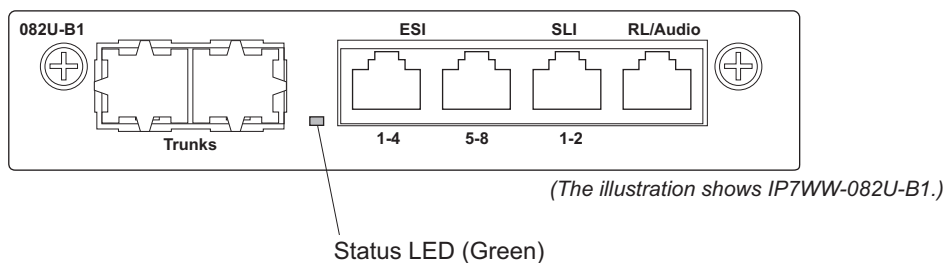 082U-B1
ESI SLI RL/Audio
Trunks
1-4 5-8 1-2
(The illustration shows IP7WW-082U-B1.)
Status LED (Green)